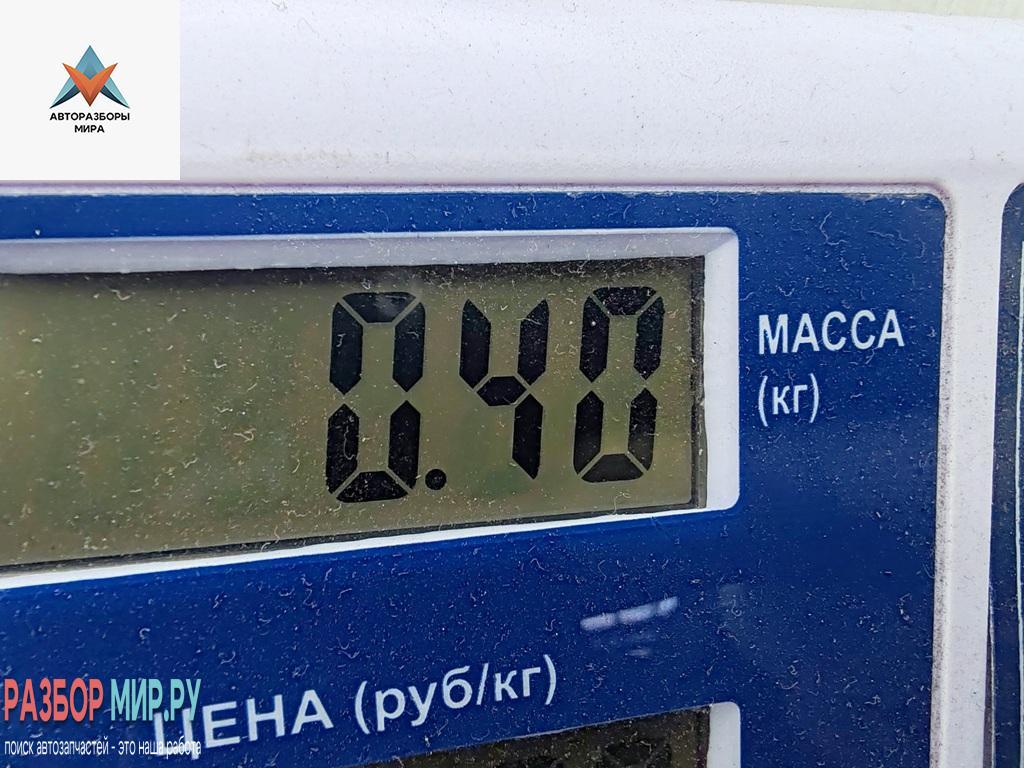 АВТОРАЗБОРЫ
МИРА
0.40
МАССА
(кг)
ЦЕНА (руб/кг)
РАЗБОР МИР.РУ
поиск автозапчастей - это наша работа